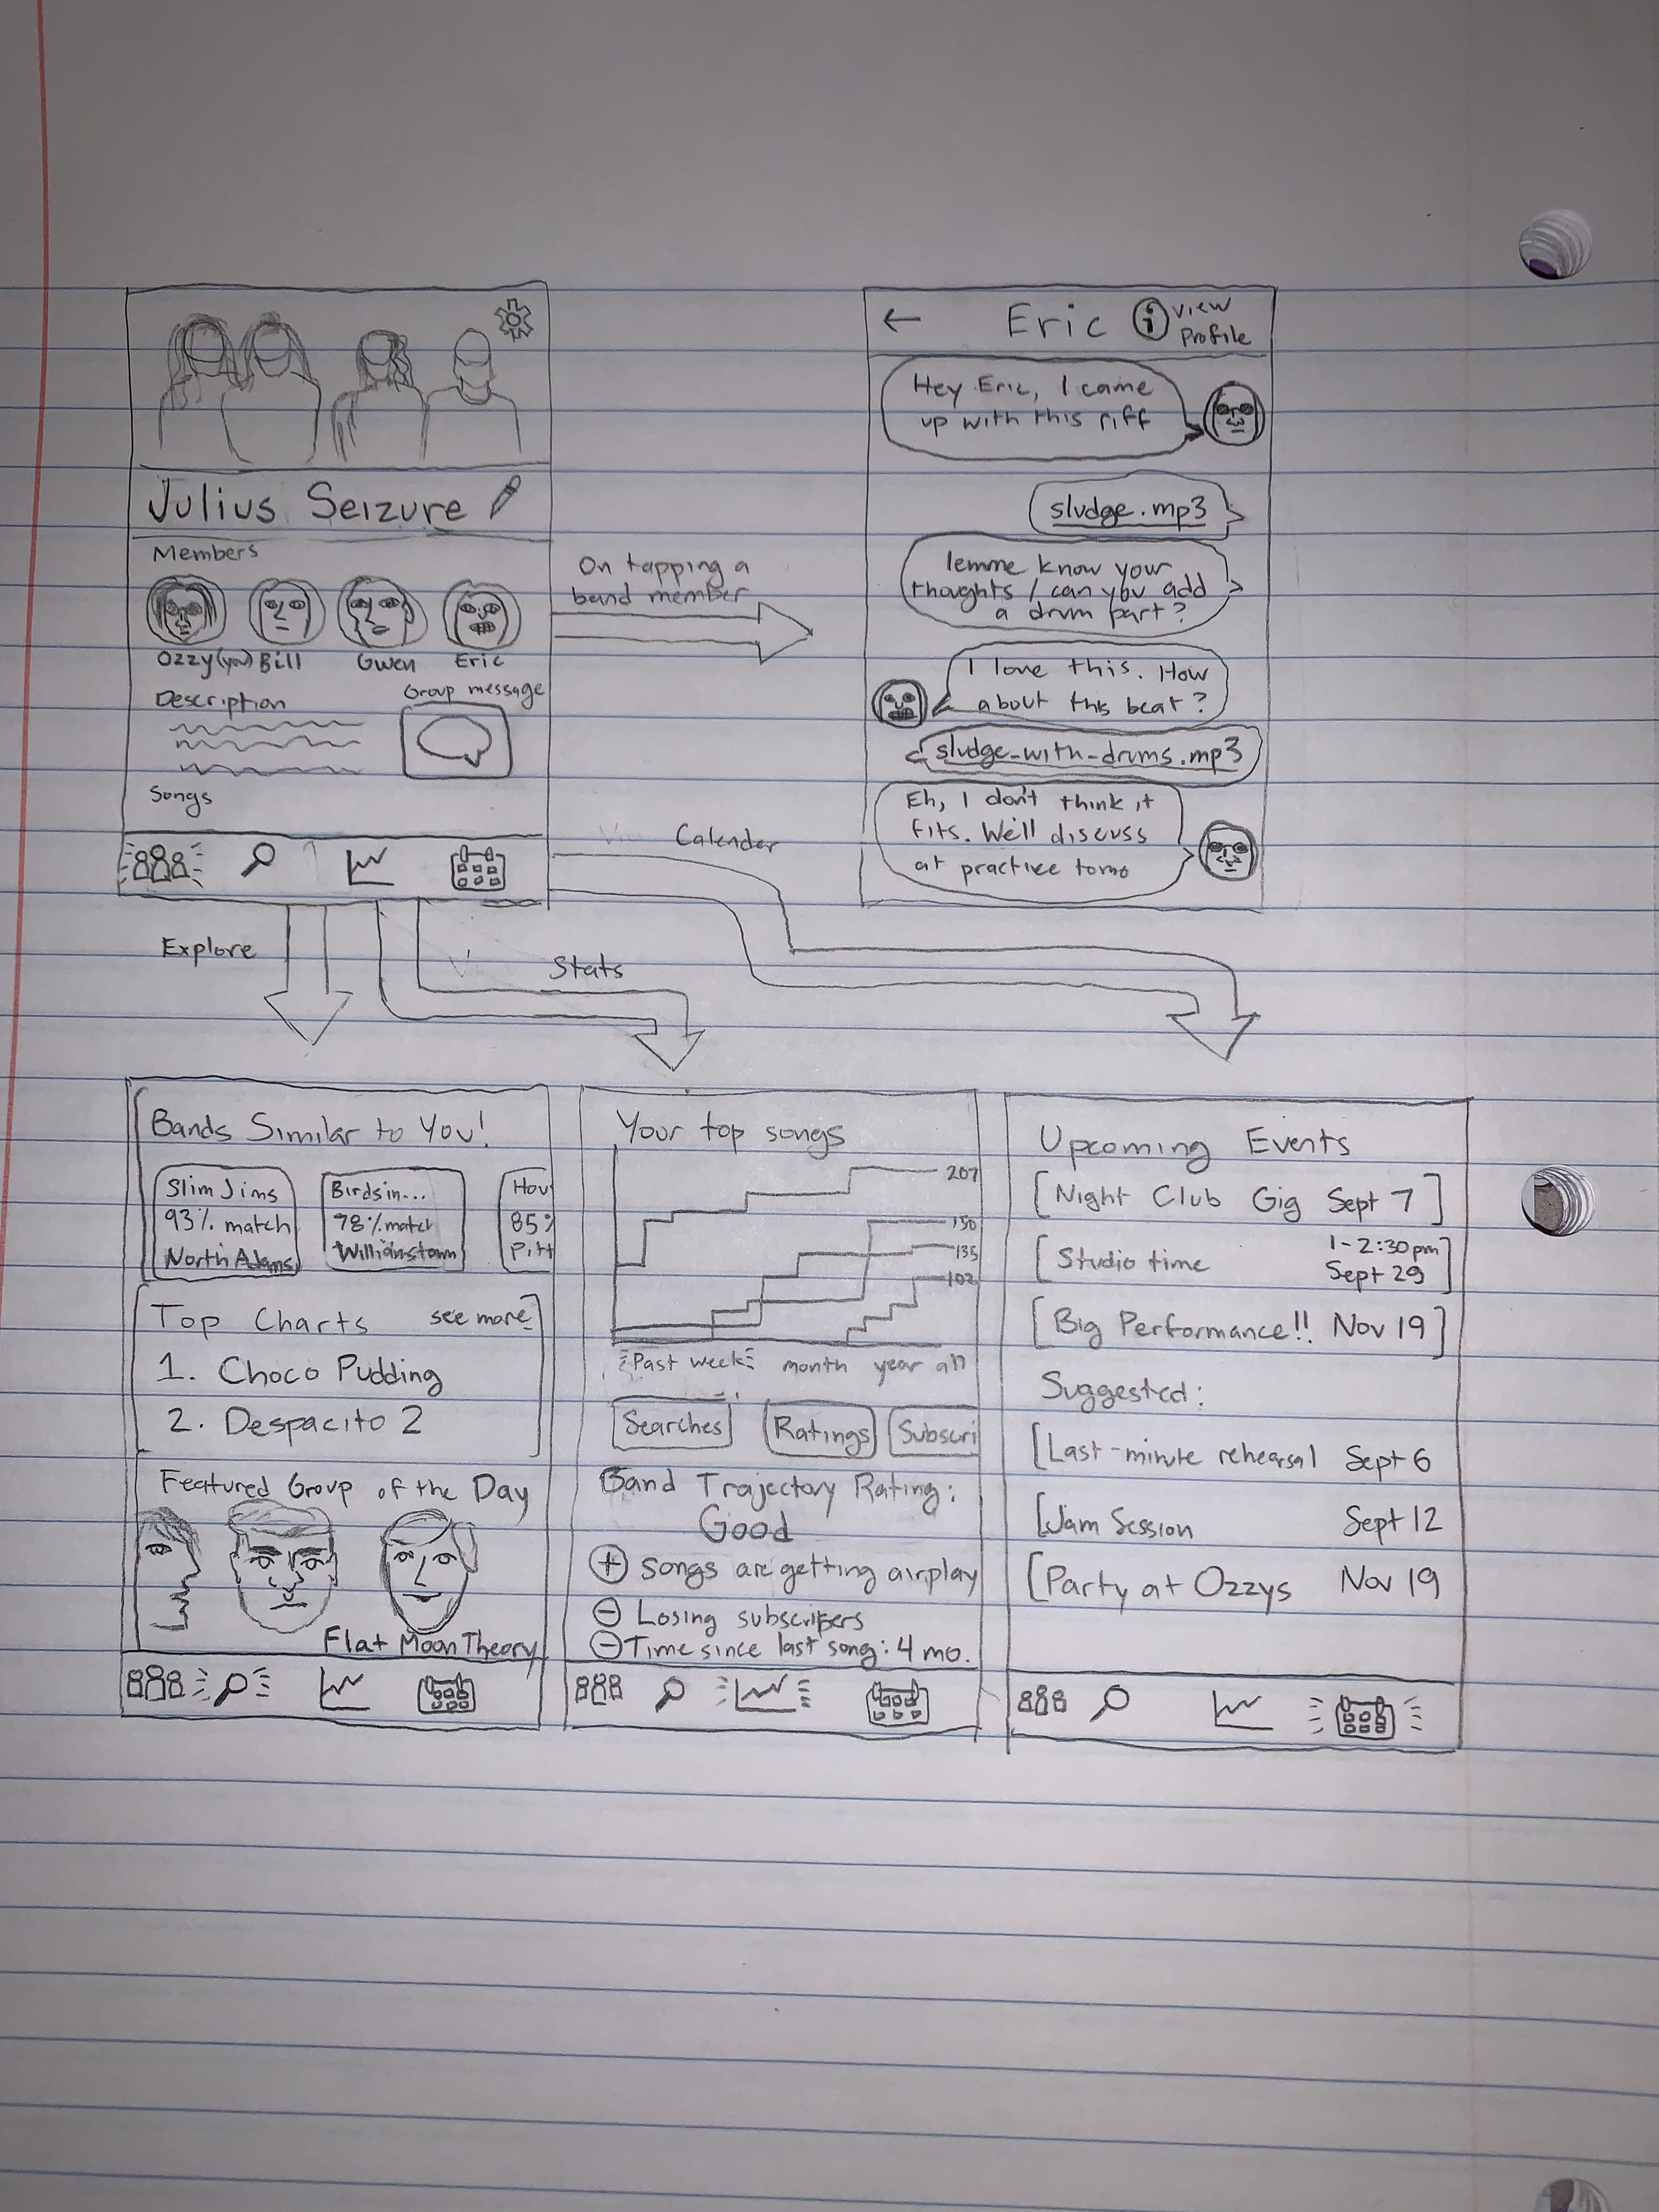 Julius Seizure
Members
Ozzy (you) Bill Gwen Eric
Description
Group message
Songs
On tapping a
band member
← Eric i View
Profile
Hey Eric, I came
up with this riff
sludge.mp3
lemme know your
thoughts / can you add
a drum part?
I love this. How
about this beat?
sludge-with-drums.mp3
Eh, I don't think it
fits. We'll discuss
at practice tomo
Calender
Explore
Stats
Bands Similar to You!
Slim Jims
93% match
North Adams
Birds in...
78% match
Williamstown
Hov
85%
Pitt
Top Charts see more
1. Choco Pudding
2. Despacito 2
Featured Group of the Day
Flat Moon Theory
Your top songs
207
150
135
102
Past week month year all
Searches Ratings Subscri
Band Trajectory Rating:
Good
+ Songs are getting airplay
- Losing subscribers
- Time since last song: 4 mo.
Upcoming Events
[Night Club Gig Sept 7]
[Studio time 1-2:30pm
Sept 29]
[Big Performance!! Nov 19]
Suggested:
[Last-minute rehearsal Sept 6
[Jam Session Sept 12
[Party at Ozzys Nov 19